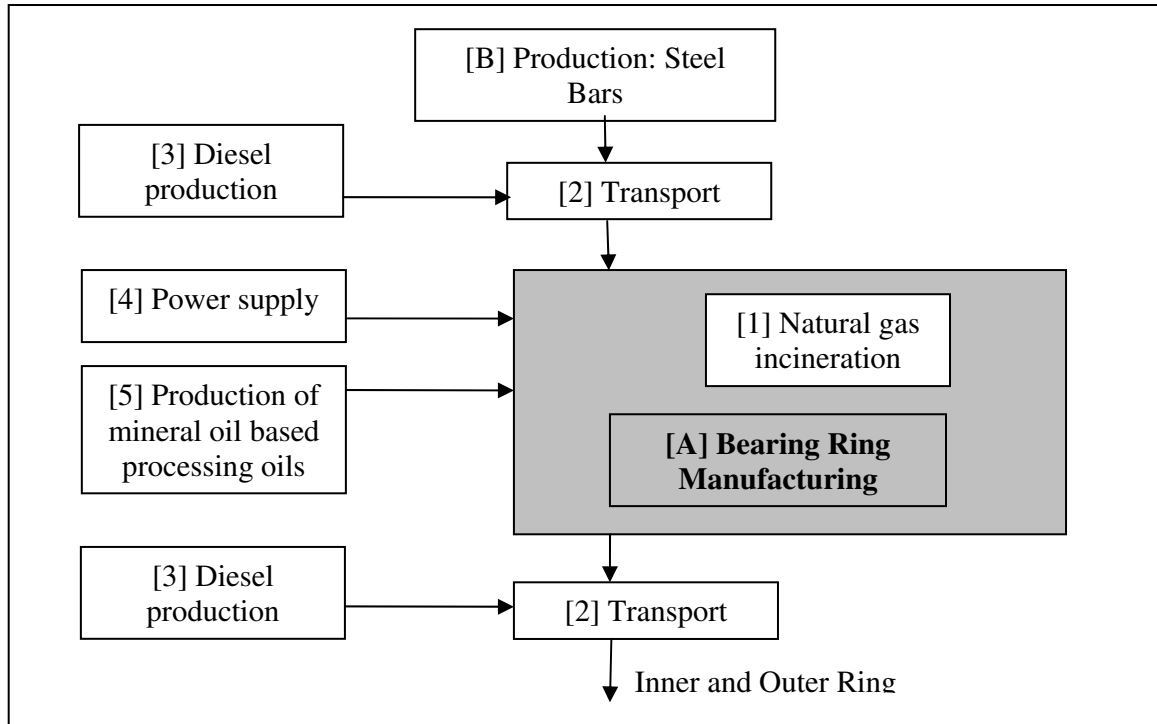 [B] Production: Steel
Bars
[3] Diesel
production
[2] Transport
[4] Power supply
[1] Natural gas
incineration
[5] Production of
mineral oil based
processing oils
[A] Bearing Ring
Manufacturing
[3] Diesel
production
[2] Transport
Inner and Outer Ring